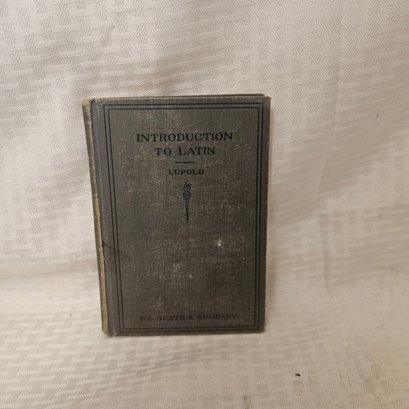 INTRODUCTION
TO LATIN
LUPOLD
D.C. HEATH & COMPANY